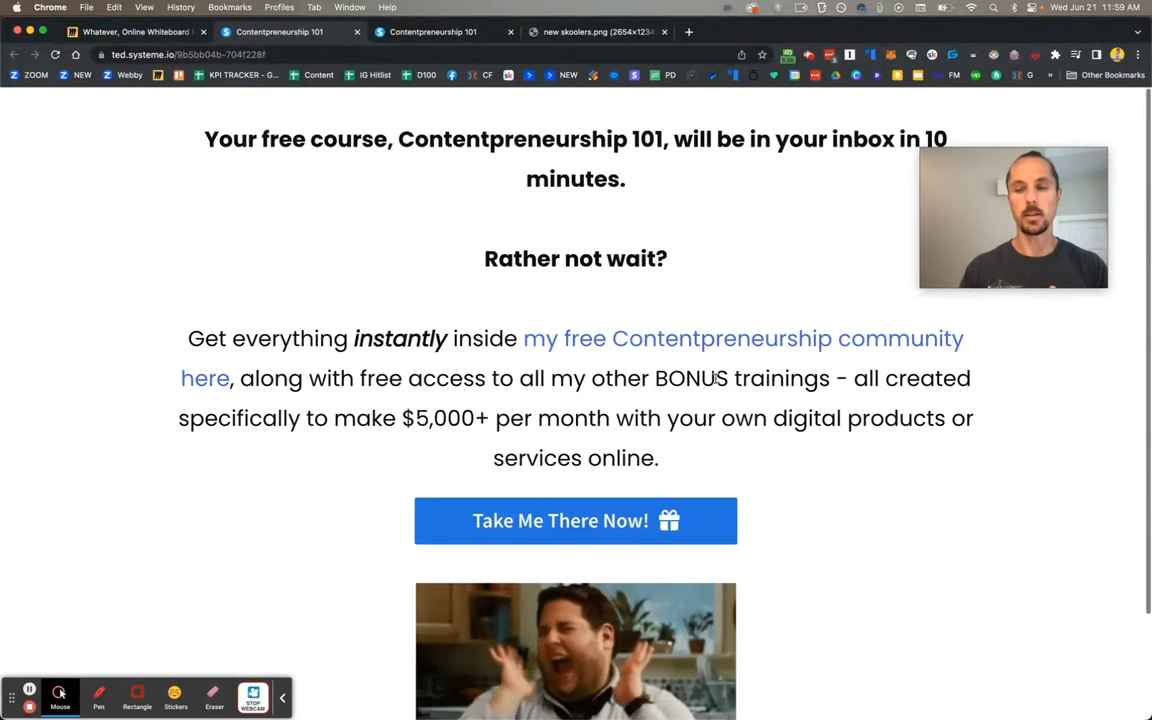 Chrome File Edit View History Bookmarks Profiles Tab Window Help
Wed Jun 21 11:59 AM
Whatever, Online Whiteboard
Contentpreneurship 101
Contentpreneurship 101
new skoolers.png (2654×1234
ted.systeme.io/9b5bb04b-704f228f
ZOOM NEW Webby KPI TRACKER - G... Content IG Hitlist D100 CF NEW PD FM G » Other Bookmarks
Your free course, Contentpreneurship 101, will be in your inbox in 10
minutes.
Rather not wait?
Get everything instantly inside my free Contentpreneurship community
here, along with free access to all my other BONUS trainings - all created
specifically to make $5,000+ per month with your own digital products or
services online.
Take Me There Now!
Mouse Pen Rectangle Stickers Eraser STOP WEBCAM